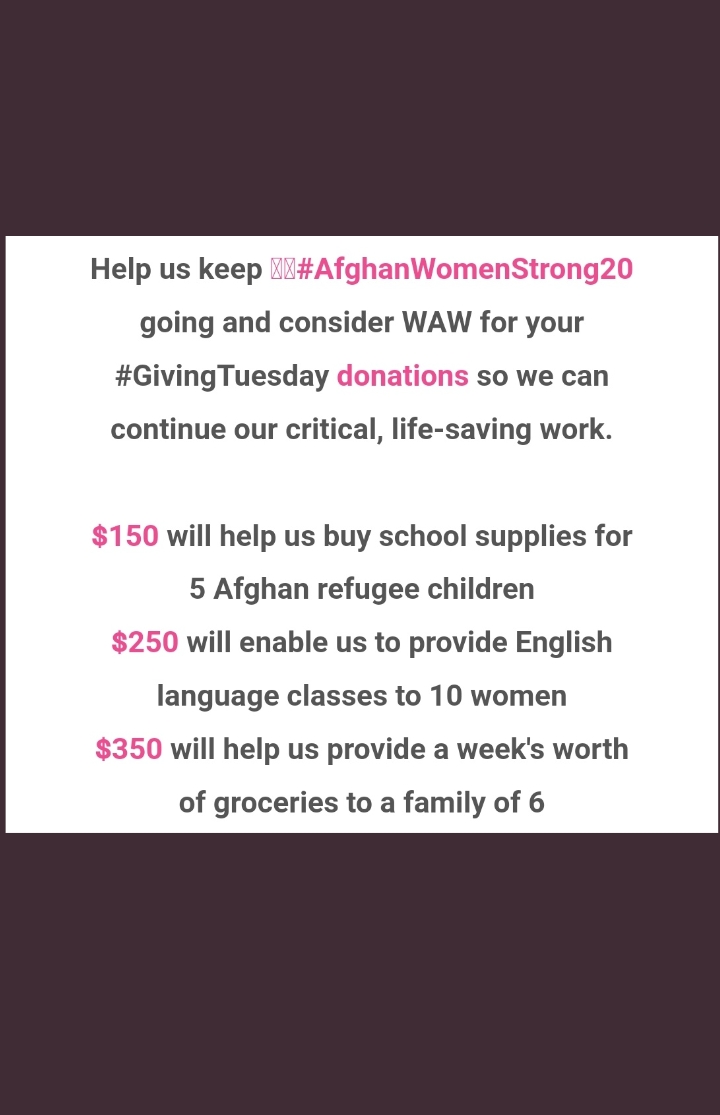 Help us keep #AfghanWomenStrong20
going and consider WAW for your
#GivingTuesday donations so we can
continue our critical, life-saving work.
$150 will help us buy school supplies for
5 Afghan refugee children
$250 will enable us to provide English
language classes to 10 women
$350 will help us provide a week's worth
of groceries to a family of 6